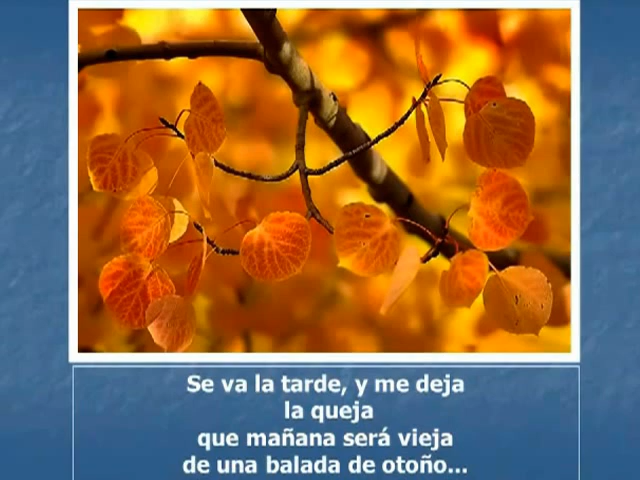 Se va la tarde, y me deja
la queja
que mañana será vieja
de una balada de otoño...